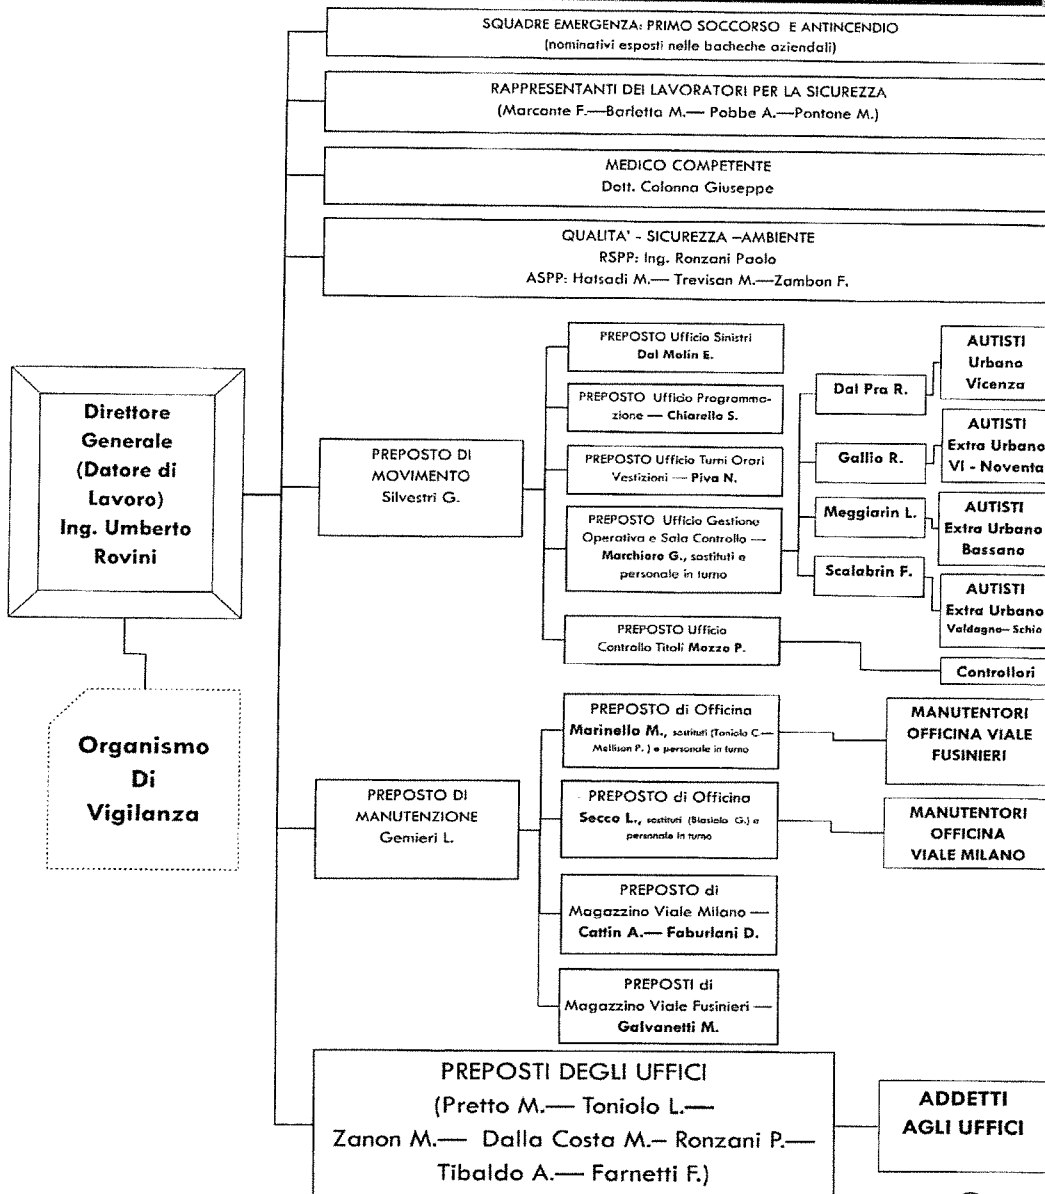 SQUADRE EMERGENZA: PRIMO SOCCORSO E ANTINCENDIO
(nominativi esposti nelle bacheche aziendali)
RAPPRESENTANTI DEI LAVORATORI PER LA SICUREZZA
(Marcante F.—Barletta M.— Pobbe A.—Pontone M.)
MEDICO COMPETENTE
Dott. Colonna Giuseppe
QUALITA' - SICUREZZA –AMBIENTE
RSPP: Ing. Ronzani Paolo
ASPP: Hatsadi M.— Trevisan M.—Zambon F.
Direttore
Generale
(Datore di
Lavoro)
Ing. Umberto
Rovini
Organismo
Di
Vigilanza
PREPOSTO DI
MOVIMENTO
Silvestri G.
PREPOSTO Ufficio Sinistri
Dal Molin E.
PREPOSTO Ufficio Programma-
zione — Chiarello S.
PREPOSTO Ufficio Turni Orari
Vestizioni — Piva N.
PREPOSTO Ufficio Gestione
Operativa e Sala Controllo —
Marchioro G., sostituti e
personale in turno
PREPOSTO Ufficio
Controllo Titoli Mozzo P.
Dal Pra R.
Gallio R.
Meggiarin L.
Scalabrin F.
AUTISTI
Urbano
Vicenza
AUTISTI
Extra Urbano
VI - Noventa
AUTISTI
Extra Urbano
Bassano
AUTISTI
Extra Urbano
Valdagno– Schio
Controllori
PREPOSTO DI
MANUTENZIONE
Gemieri L.
PREPOSTO di Officina
Marinello M., sostituti (Toniolo C—
Mellison P. ) e personale in turno
PREPOSTO di Officina
Secco L., sostituti (Biasiolo G.) e
personale in turno
PREPOSTO di
Magazzino Viale Milano —
Cattin A.— Faburlani D.
PREPOSTI di
Magazzino Viale Fusinieri —
Galvanetti M.
MANUTENTORI
OFFICINA VIALE
FUSINIERI
MANUTENTORI
OFFICINA
VIALE MILANO
PREPOSTI DEGLI UFFICI
(Pretto M.— Toniolo L.—
Zanon M.— Dalla Costa M.– Ronzani P.—
Tibaldo A.— Farnetti F.)
ADDETTI
AGLI UFFICI